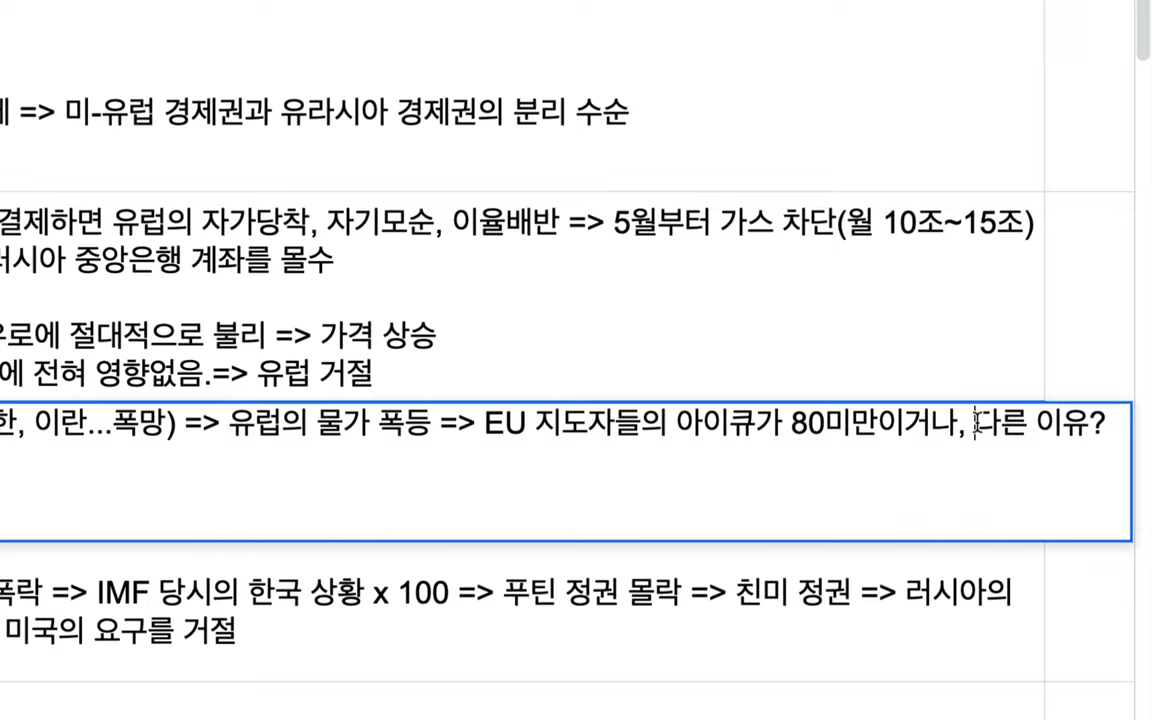 => 미-유럽 경제권과 유라시아 경제권의 분리 수순
결제하면 유럽의 자가당착, 자기모순, 이율배반 => 5월부터 가스 차단(월 10조~15조)
러시아 중앙은행 계좌를 몰수
절대적으로 불리 => 가격 상승
에 전혀 영향없음.=> 유럽 거절
한, 이란...폭망) => 유럽의 물가 폭등 => EU 지도자들의 아이큐가 80미만이거나, 다른 이유?
폭락 => IMF 당시의 한국 상황 x 100 => 푸틴 정권 몰락 => 친미 정권 => 러시아의
미국의 요구를 거절